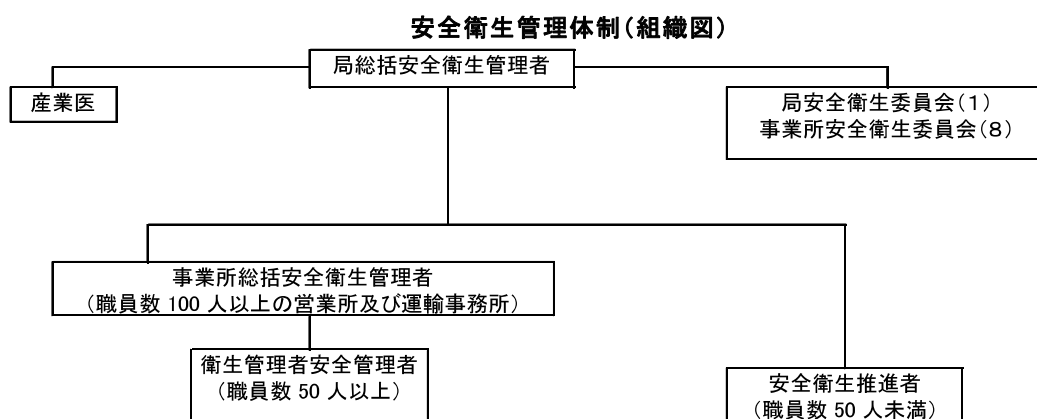 安全衛生管理体制（組織図）
局総括安全衛生管理者
産業医
局安全衛生委員会（１）
事業所安全衛生委員会（８）
事業所総括安全衛生管理者
（職員数 100 人以上の営業所及び運輸事務所）
衛生管理者安全管理者
（職員数 50 人以上）
安全衛生推進者
（職員数 50 人未満）